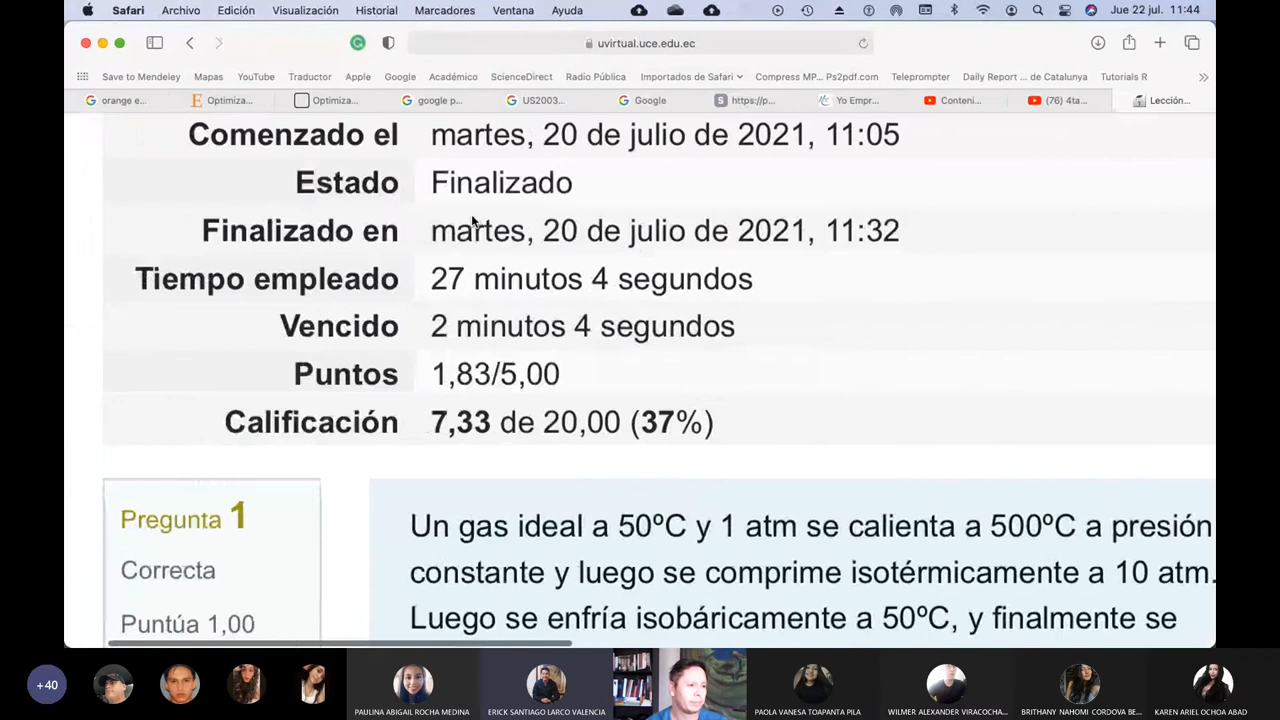 Safari Archivo Edición Visualización Historial Marcadores Ventana Ayuda Jue 22 jul. 11:44
uvirtual.uce.edu.ec
Save to Mendeley Mapas YouTube Traductor Apple Google Académico ScienceDirect Radio Pública Importados de Safari Compress MP... Ps2pdf.com Teleprompter Daily Report ... de Catalunya Tutorials R
orange e... Optimiza... Optimiza... google p... US2003... Google https://p... Yo Empr... Conteni... (76) 4ta... Lección...
Comenzado el martes, 20 de julio de 2021, 11:05
Estado Finalizado
Finalizado en martes, 20 de julio de 2021, 11:32
Tiempo empleado 27 minutos 4 segundos
Vencido 2 minutos 4 segundos
Puntos 1,83/5,00
Calificación 7,33 de 20,00 (37%)
Pregunta 1
Correcta
Puntúa 1,00
Un gas ideal a 50ºC y 1 atm se calienta a 500ºC a presión
constante y luego se comprime isotérmicamente a 10 atm.
Luego se enfría isobáricamente a 50ºC, y finalmente se
+40
PAULINA ABIGAIL ROCHA MEDINA
ERICK SANTIAGO LARCO VALENCIA
PAOLA VANESA TOAPANTA PILA
WILMER ALEXANDER VIRACOCHA...
BRITHANY NAHOMI CORDOVA BE...
KAREN ARIEL OCHOA ABAD